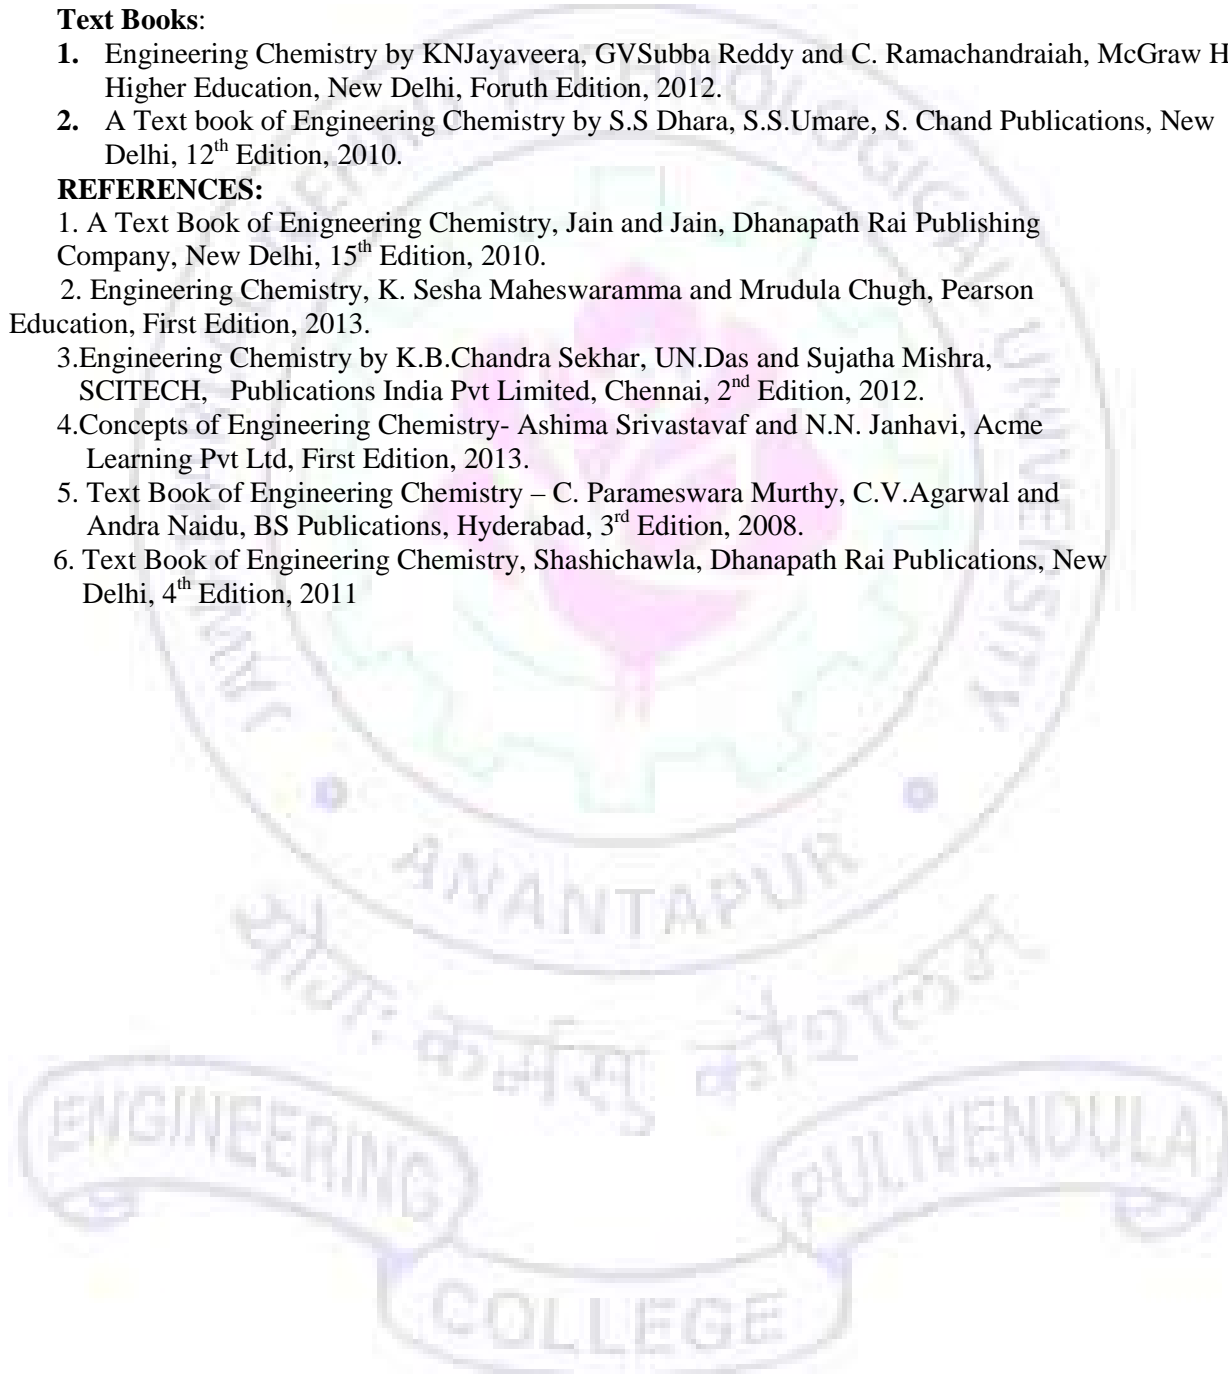 Text Books:
1. Engineering Chemistry by KNJayaveera, GVSubba Reddy and C. Ramachandraiah, McGraw H
Higher Education, New Delhi, Foruth Edition, 2012.
2. A Text book of Engineering Chemistry by S.S Dhara, S.S.Umare, S. Chand Publications, New
Delhi, 12th Edition, 2010.
REFERENCES:
1. A Text Book of Enigneering Chemistry, Jain and Jain, Dhanapath Rai Publishing
Company, New Delhi, 15th Edition, 2010.
2. Engineering Chemistry, K. Sesha Maheswaramma and Mrudula Chugh, Pearson
Education, First Edition, 2013.
3.Engineering Chemistry by K.B.Chandra Sekhar, UN.Das and Sujatha Mishra,
SCITECH, Publications India Pvt Limited, Chennai, 2nd Edition, 2012.
4.Concepts of Engineering Chemistry- Ashima Srivastavaf and N.N. Janhavi, Acme
Learning Pvt Ltd, First Edition, 2013.
5. Text Book of Engineering Chemistry – C. Parameswara Murthy, C.V.Agarwal and
Andra Naidu, BS Publications, Hyderabad, 3rd Edition, 2008.
6. Text Book of Engineering Chemistry, Shashichawla, Dhanapath Rai Publications, New
Delhi, 4th Edition, 2011
TECHNOLOGICAL UNIVERSITY
ANANTAPUR
योगः कर्मसु कौशलम्
ENGINEERING
PULIVENDULA
COLLEGE